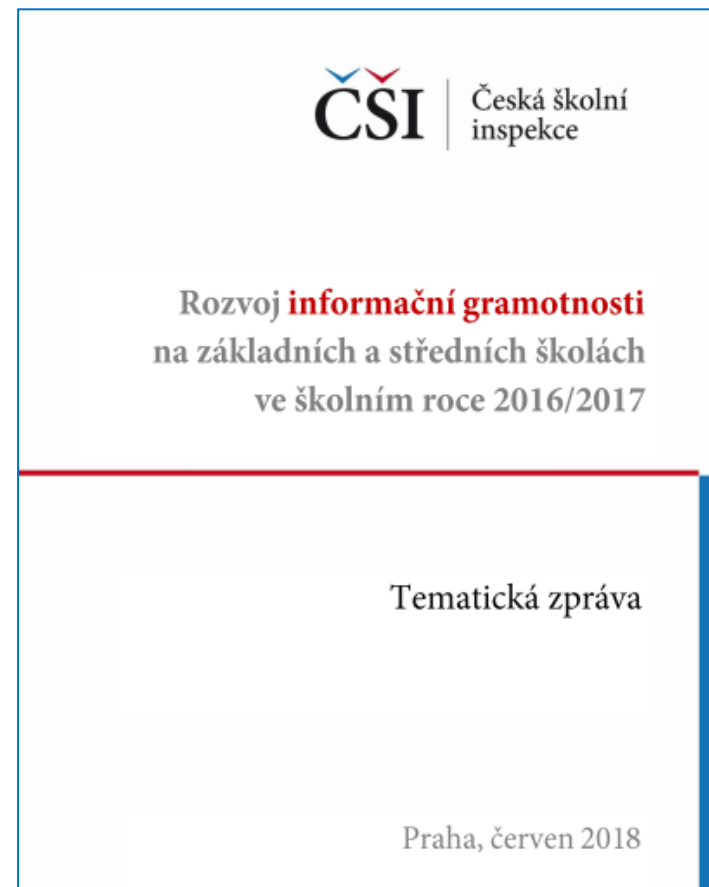 ČŠI
Česká školní
inspekce
Rozvoj informační gramotnosti
na základních a středních školách
ve školním roce 2016/2017
Tematická zpráva
Praha, červen 2018